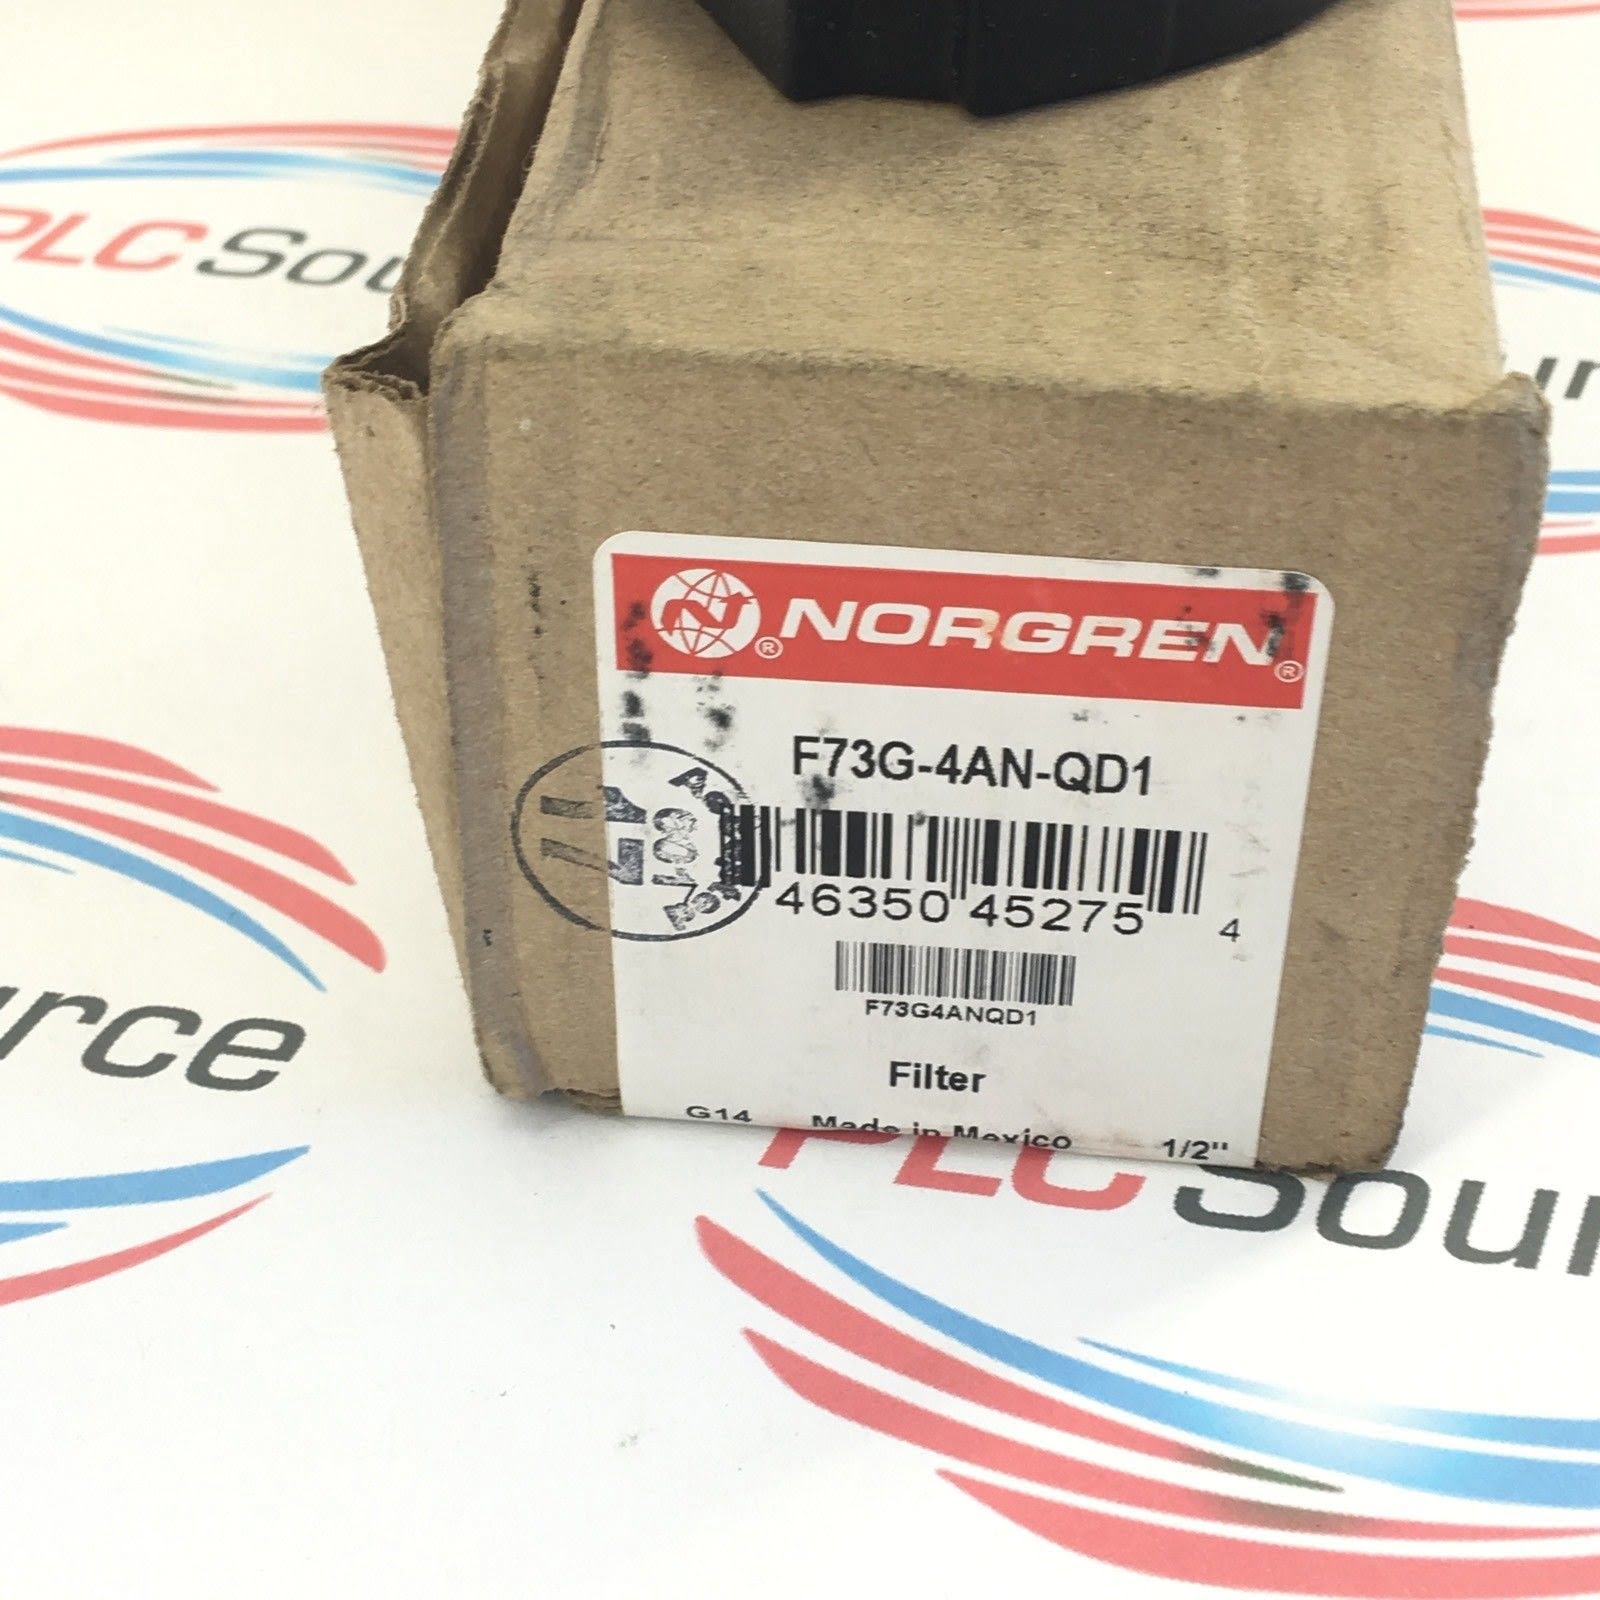 PLC Sou
NORGREN
F73G-4AN-QD1
46350 45275 4
F73G4ANQD1
Filter
G14 Made in Mexico 1/2"
urce
PLC Sour